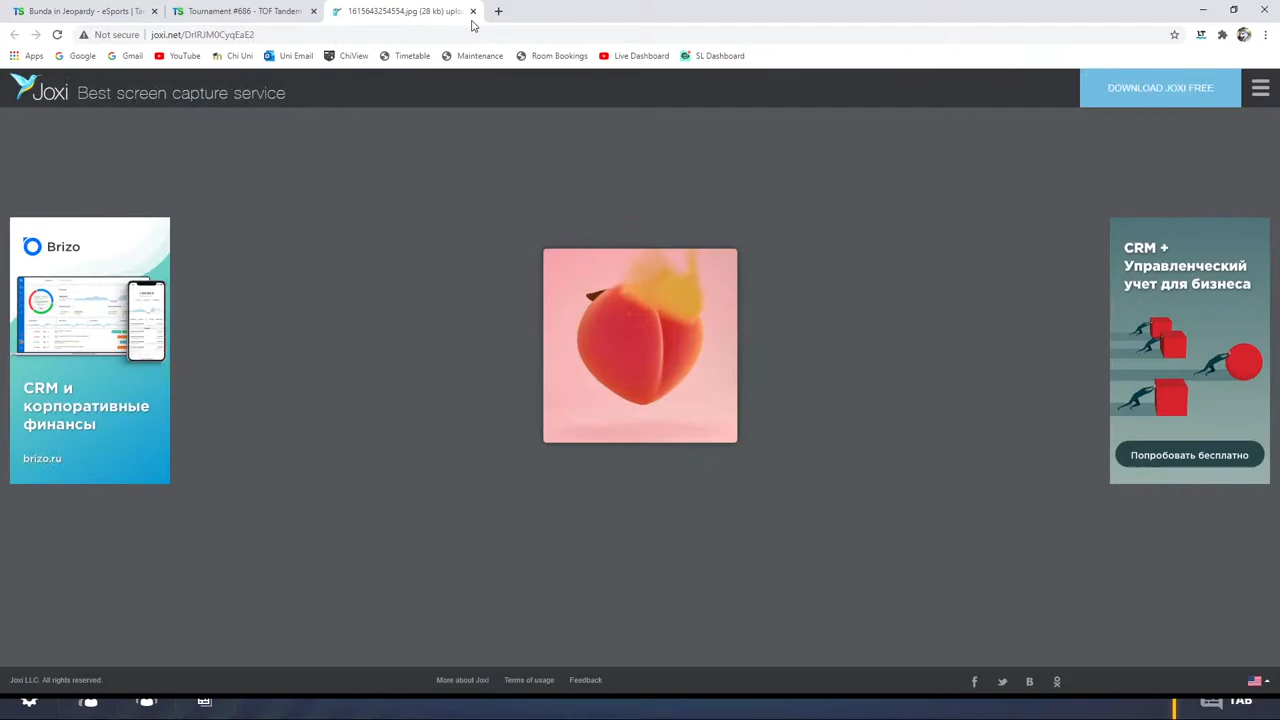 Bunda in Jeopardy - eSports | Tan
Tournament #686 - TOF Tandem
1615643254554.jpg (28 kb) uplo
Not secure | joxi.net/DrlRJM0CyqEaE2
Apps
Google
Gmail
YouTube
Chi Uni
Uni Email
ChiView
Timetable
Maintenance
Room Bookings
Live Dashboard
SL Dashboard
Joxi Best screen capture service
DOWNLOAD JOXI FREE
Brizo
CRM и
корпоративные
финансы
brizo.ru
CRM +
Управленческий
учет для бизнеса
Попробовать бесплатно
Joxi LLC. All rights reserved.
More about Joxi
Terms of usage
Feedback
TAB